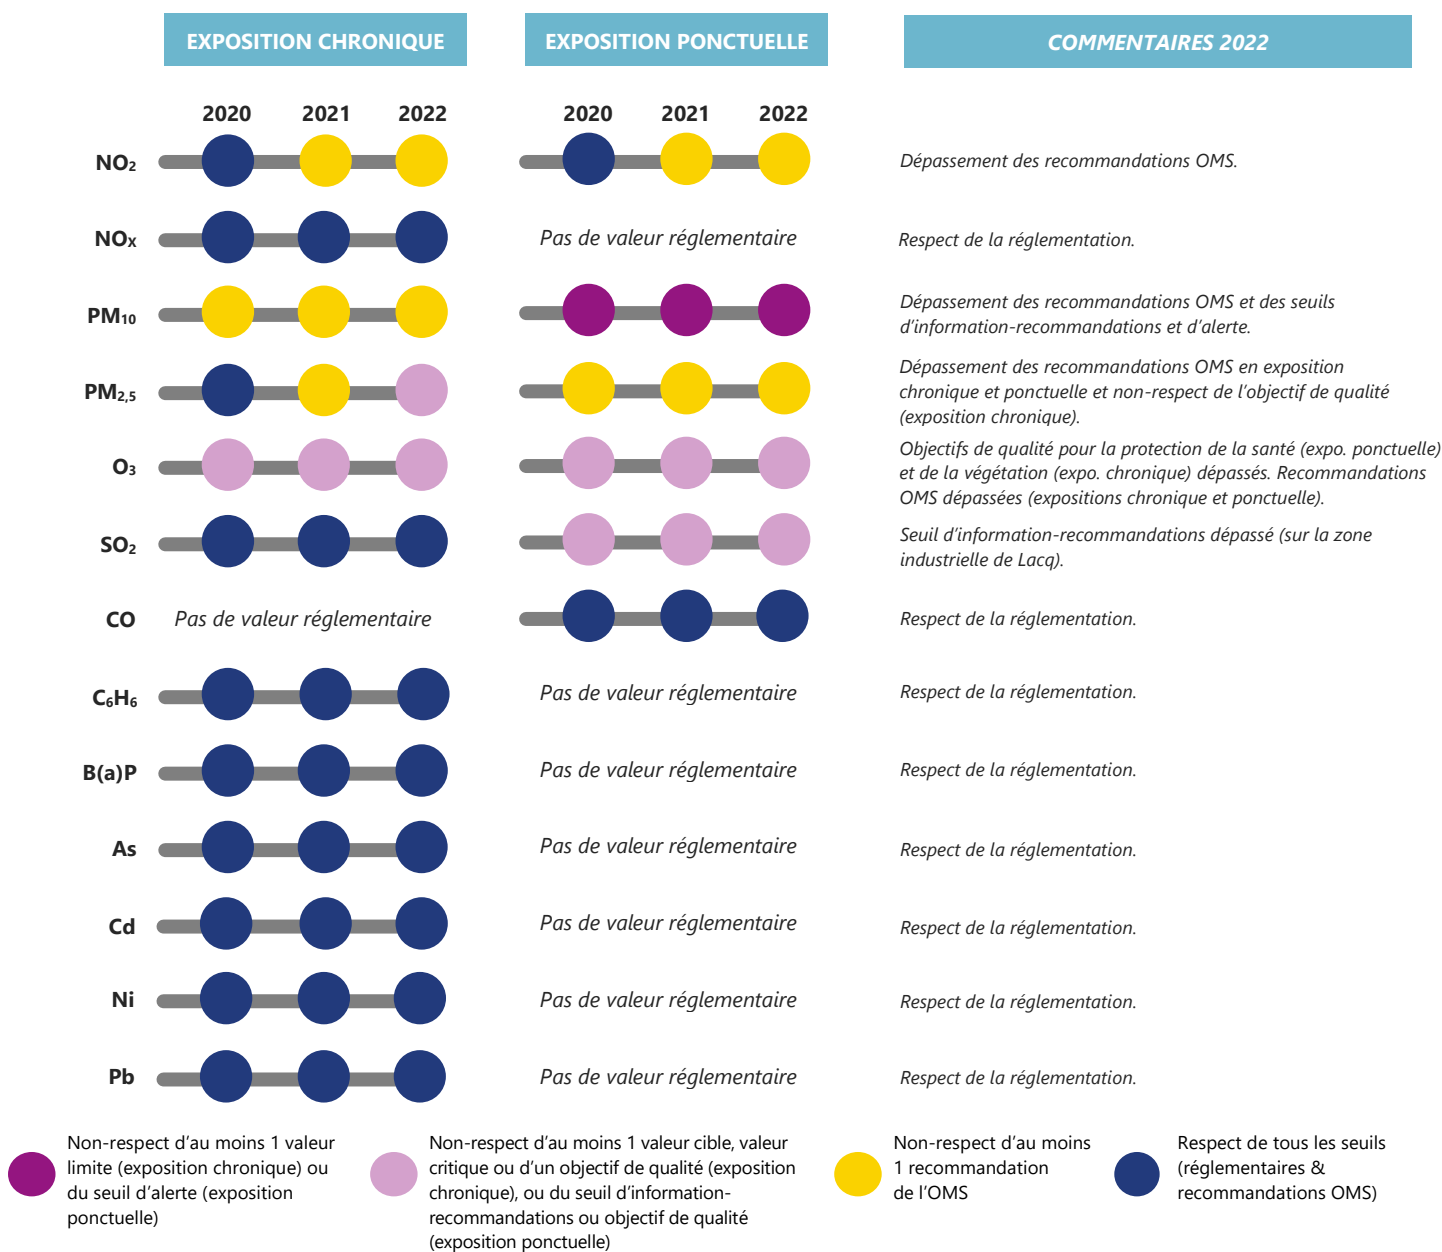 EXPOSITION CHRONIQUE
EXPOSITION PONCTUELLE
COMMENTAIRES 2022
2020 2021 2022
2020 2021 2022
NO2
Dépassement des recommandations OMS.
NOX
Pas de valeur réglementaire
Respect de la réglementation.
PM10
Dépassement des recommandations OMS et des seuils
d'information-recommandations et d'alerte.
PM2,5
Dépassement des recommandations OMS en exposition
chronique et ponctuelle et non-respect de l'objectif de qualité
(exposition chronique).
O3
Objectifs de qualité pour la protection de la santé (expo. ponctuelle)
et de la végétation (expo. chronique) dépassés. Recommandations
OMS dépassées (expositions chronique et ponctuelle).
SO2
Seuil d'information-recommandations dépassé (sur la zone
industrielle de Lacq).
CO
Pas de valeur réglementaire
Respect de la réglementation.
C6H6
Pas de valeur réglementaire
Respect de la réglementation.
B(a)P
Pas de valeur réglementaire
Respect de la réglementation.
As
Pas de valeur réglementaire
Respect de la réglementation.
Cd
Pas de valeur réglementaire
Respect de la réglementation.
Ni
Pas de valeur réglementaire
Respect de la réglementation.
Pb
Pas de valeur réglementaire
Respect de la réglementation.
Non-respect d'au moins 1 valeur
limite (exposition chronique) ou
du seuil d'alerte (exposition
ponctuelle)
Non-respect d'au moins 1 valeur cible, valeur
critique ou d'un objectif de qualité (exposition
chronique), ou du seuil d'information-
recommandations ou objectif de qualité
(exposition ponctuelle)
Non-respect d'au moins
1 recommandation
de l'OMS
Respect de tous les seuils
(réglementaires &
recommandations OMS)